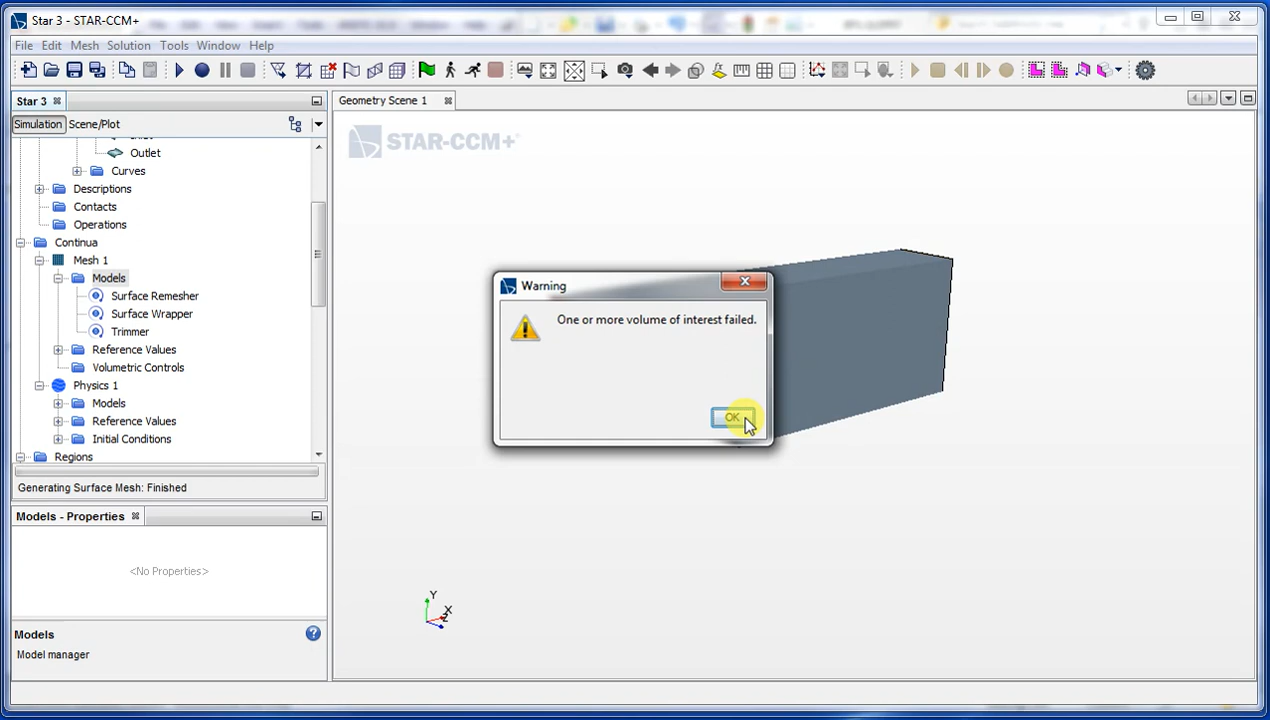 Star 3 - STAR-CCM+
File Edit Mesh Solution Tools Window Help
Star 3
Geometry Scene 1
Simulation Scene/Plot
STAR-CCM+
Outlet
Curves
Descriptions
Contacts
Operations
Continua
Mesh 1
Models
Surface Remesher
Surface Wrapper
Trimmer
Reference Values
Volumetric Controls
Physics 1
Models
Reference Values
Initial Conditions
Regions
Generating Surface Mesh: Finished
Models - Properties
<No Properties>
Models
Model manager
Warning
One or more volume of interest failed.
OK
Y
X
Z